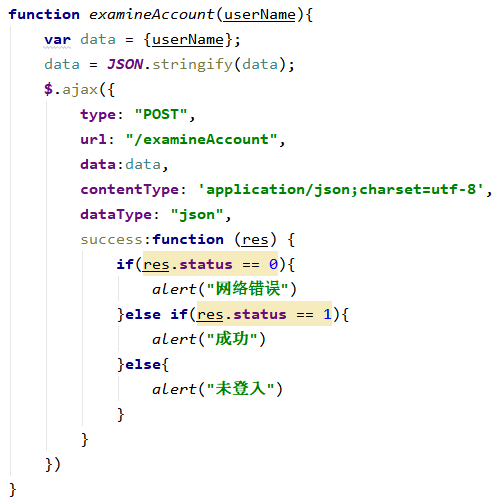 function examineAccount(userName){
    var data = {userName};
    data = JSON.stringify(data);
    $.ajax({
        type: "POST",
        url: "/examineAccount",
        data:data,
        contentType: 'application/json;charset=utf-8',
        dataType: "json",
        success:function (res) {
            if(res.status == 0){
                alert("网络错误")
            }else if(res.status == 1){
                alert("成功")
            }else{
                alert("未登入")
            }
        }
    })
}